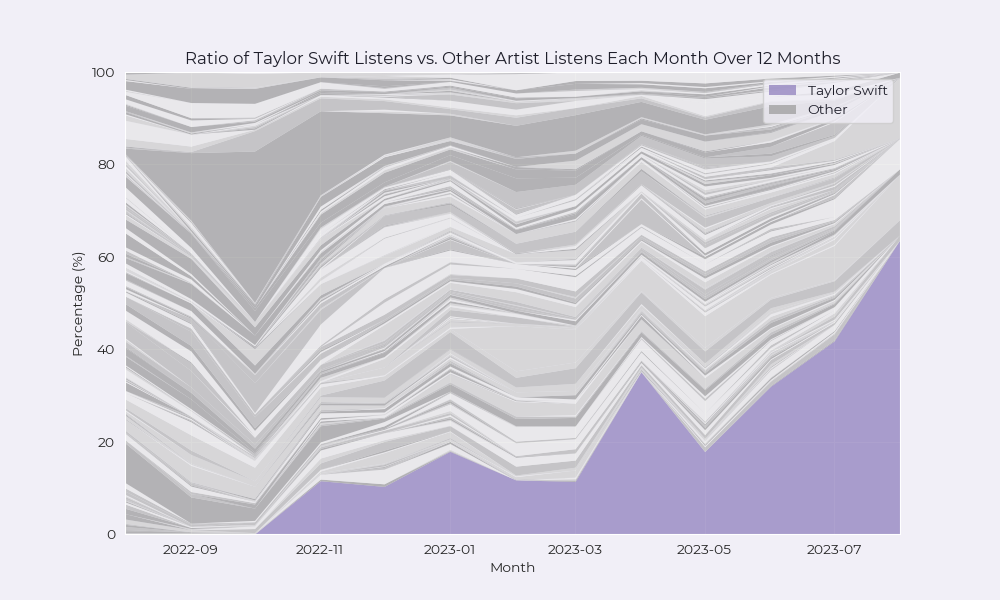 Ratio of Taylor Swift Listens vs. Other Artist Listens Each Month Over 12 Months
Taylor Swift
Other
Percentage (%)
100
80
60
40
20
0
2022-09 2022-11 2023-01 2023-03 2023-05 2023-07
Month